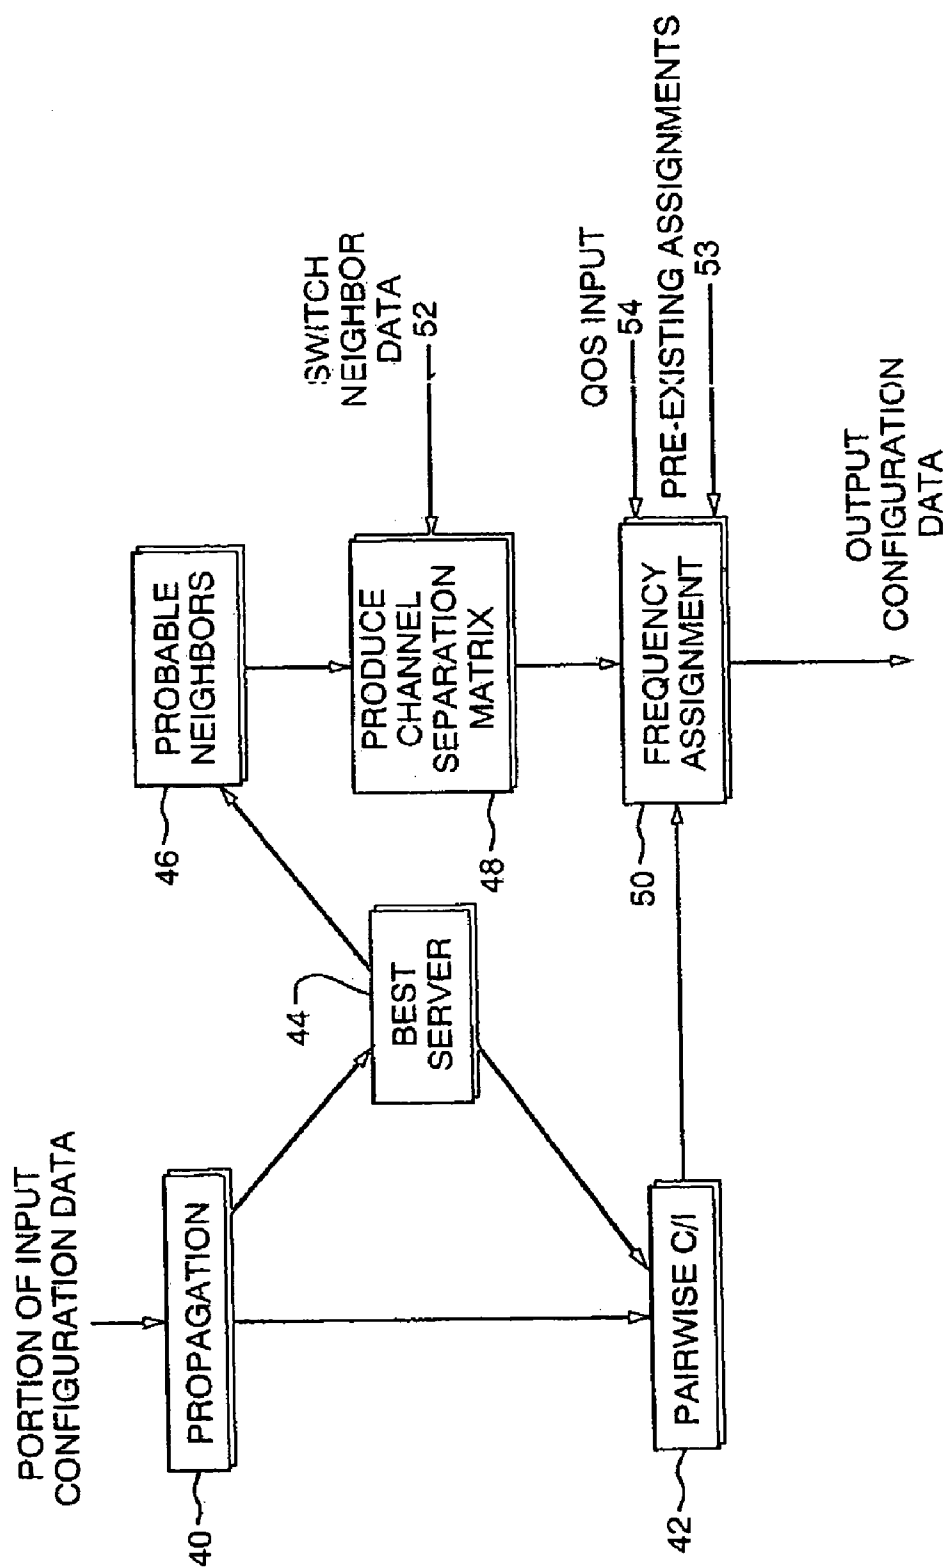 PORTION OF INPUT
CONFIGURATION DATA
40
PROPAGATION
44
BEST
SERVER
42
PAIRWISE C/I
46
PROBABLE
NEIGHBORS
SWITCH
NEIGHBOR
DATA
52
48
PRODUCE
CHANNEL
SEPARATION
MATRIX
QOS INPUT
54
PRE-EXISTING ASSIGNMENTS
53
50
FREQUENCY
ASSIGNMENT
OUTPUT
CONFIGURATION
DATA